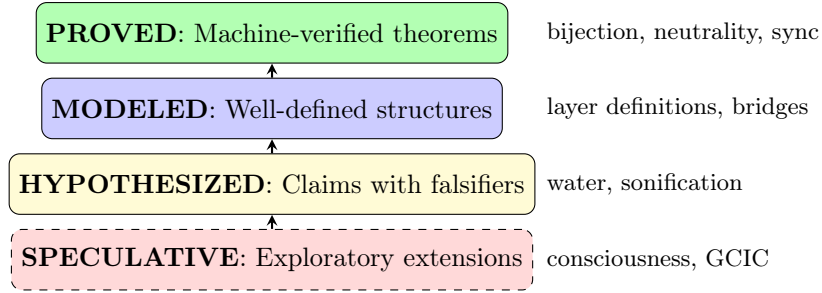 PROVED: Machine-verified theorems bijection, neutrality, sync
MODELED: Well-defined structures layer definitions, bridges
HYPOTHESIZED: Claims with falsifiers water, sonification
SPECULATIVE: Exploratory extensions consciousness, GCIC